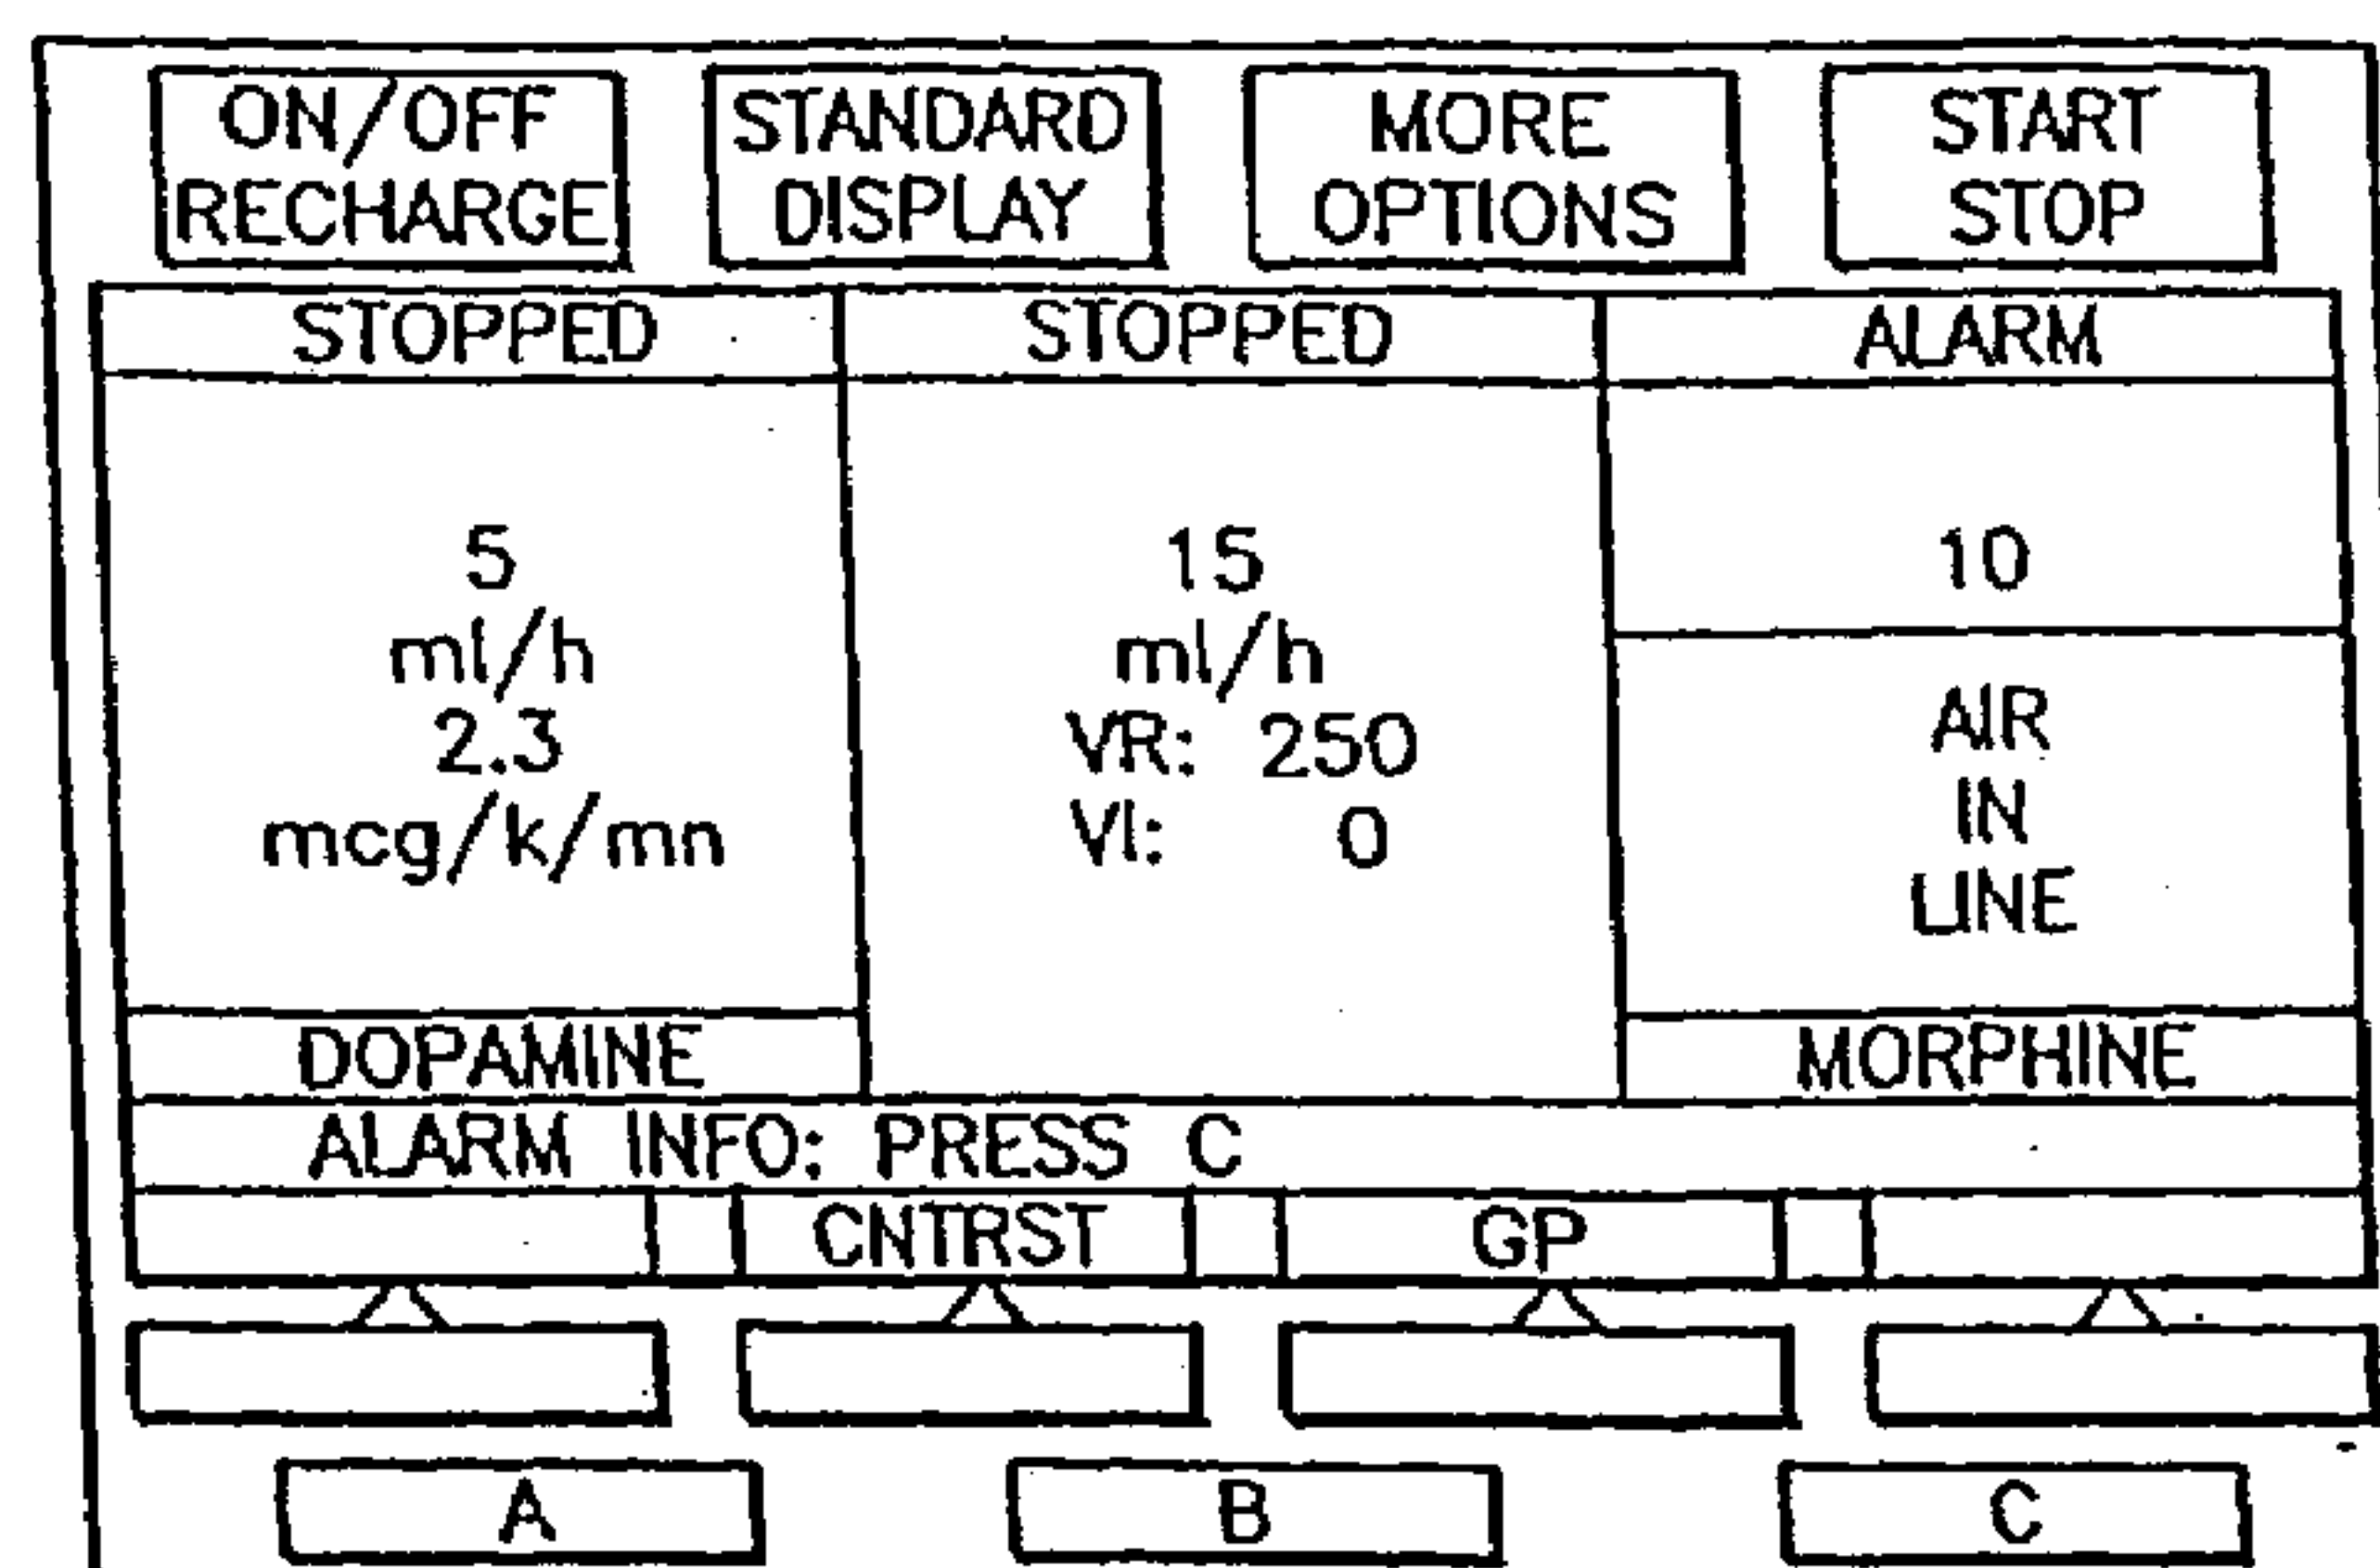 ON/OFF
RECHARGE
STANDARD
DISPLAY
MORE
OPTIONS
START
STOP
STOPPED
STOPPED
ALARM
5
ml/h
2.3
mcg/k/mn
DOPAMINE
15
ml/h
VR: 250
VI: 0
10
AIR
IN
LINE
MORPHINE
ALARM INFO: PRESS C
CNTRST
GP
A
B
C